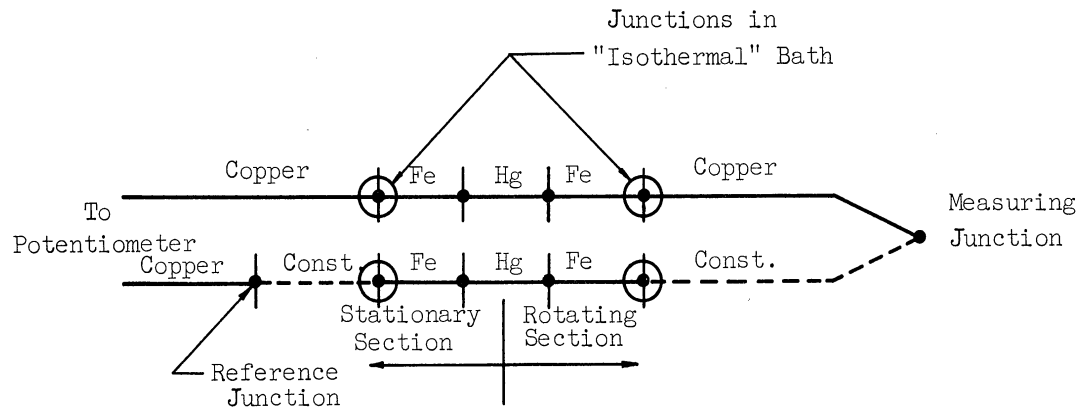 Junctions in
"Isothermal" Bath
Copper
Fe
Hg
Fe
Copper
To
Potentiometer
Measuring
Junction
Copper
Const.
Fe
Hg
Fe
Const.
Stationary
Section
Rotating
Section
Reference
Junction